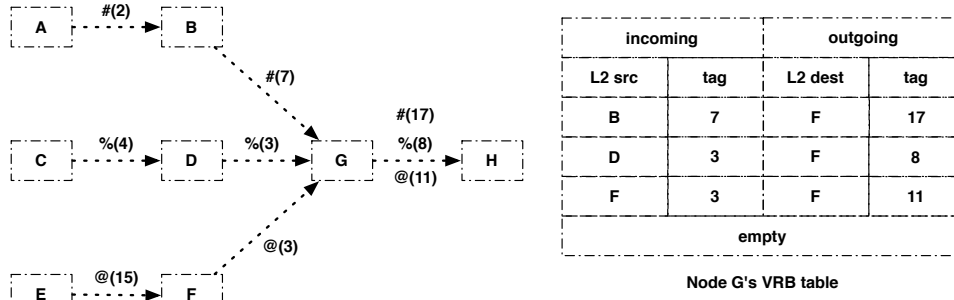 #(2)
A B
#(7)
#(17)
%(4) %(3) %(8)
C D G H
@(11)
@(3)
@(15)
E F
incoming outgoing
L2 src tag L2 dest tag
B 7 F 17
D 3 F 8
F 3 F 11
empty
Node G's VRB table